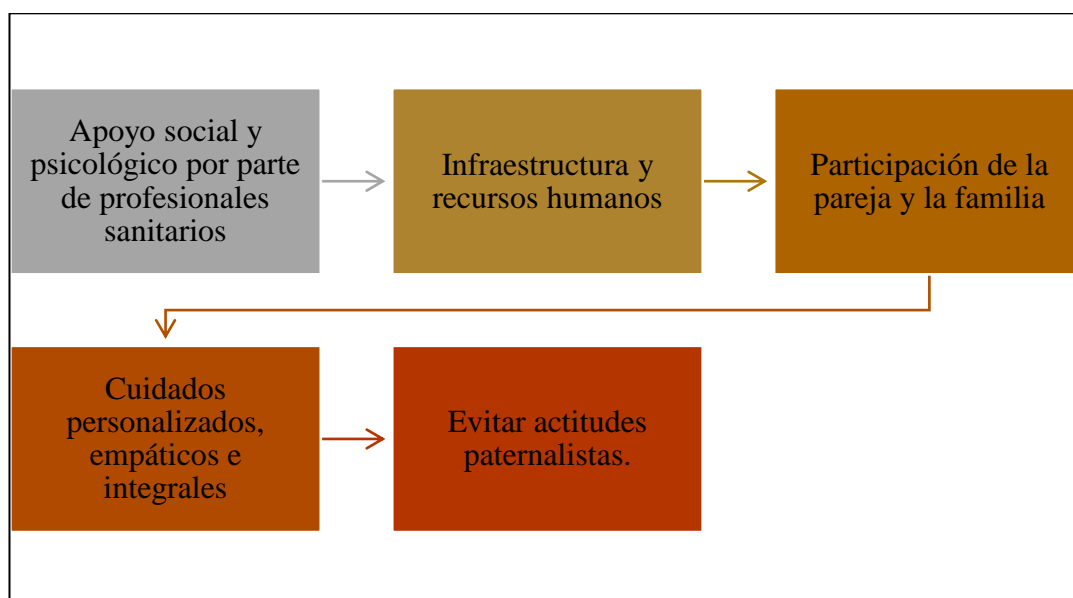 Apoyo social y
psicológico por parte
de profesionales
sanitarios
Infraestructura y
recursos humanos
Participación de la
pareja y la familia
Cuidados
personalizados,
empáticos e
integrales
Evitar actitudes
paternalistas.